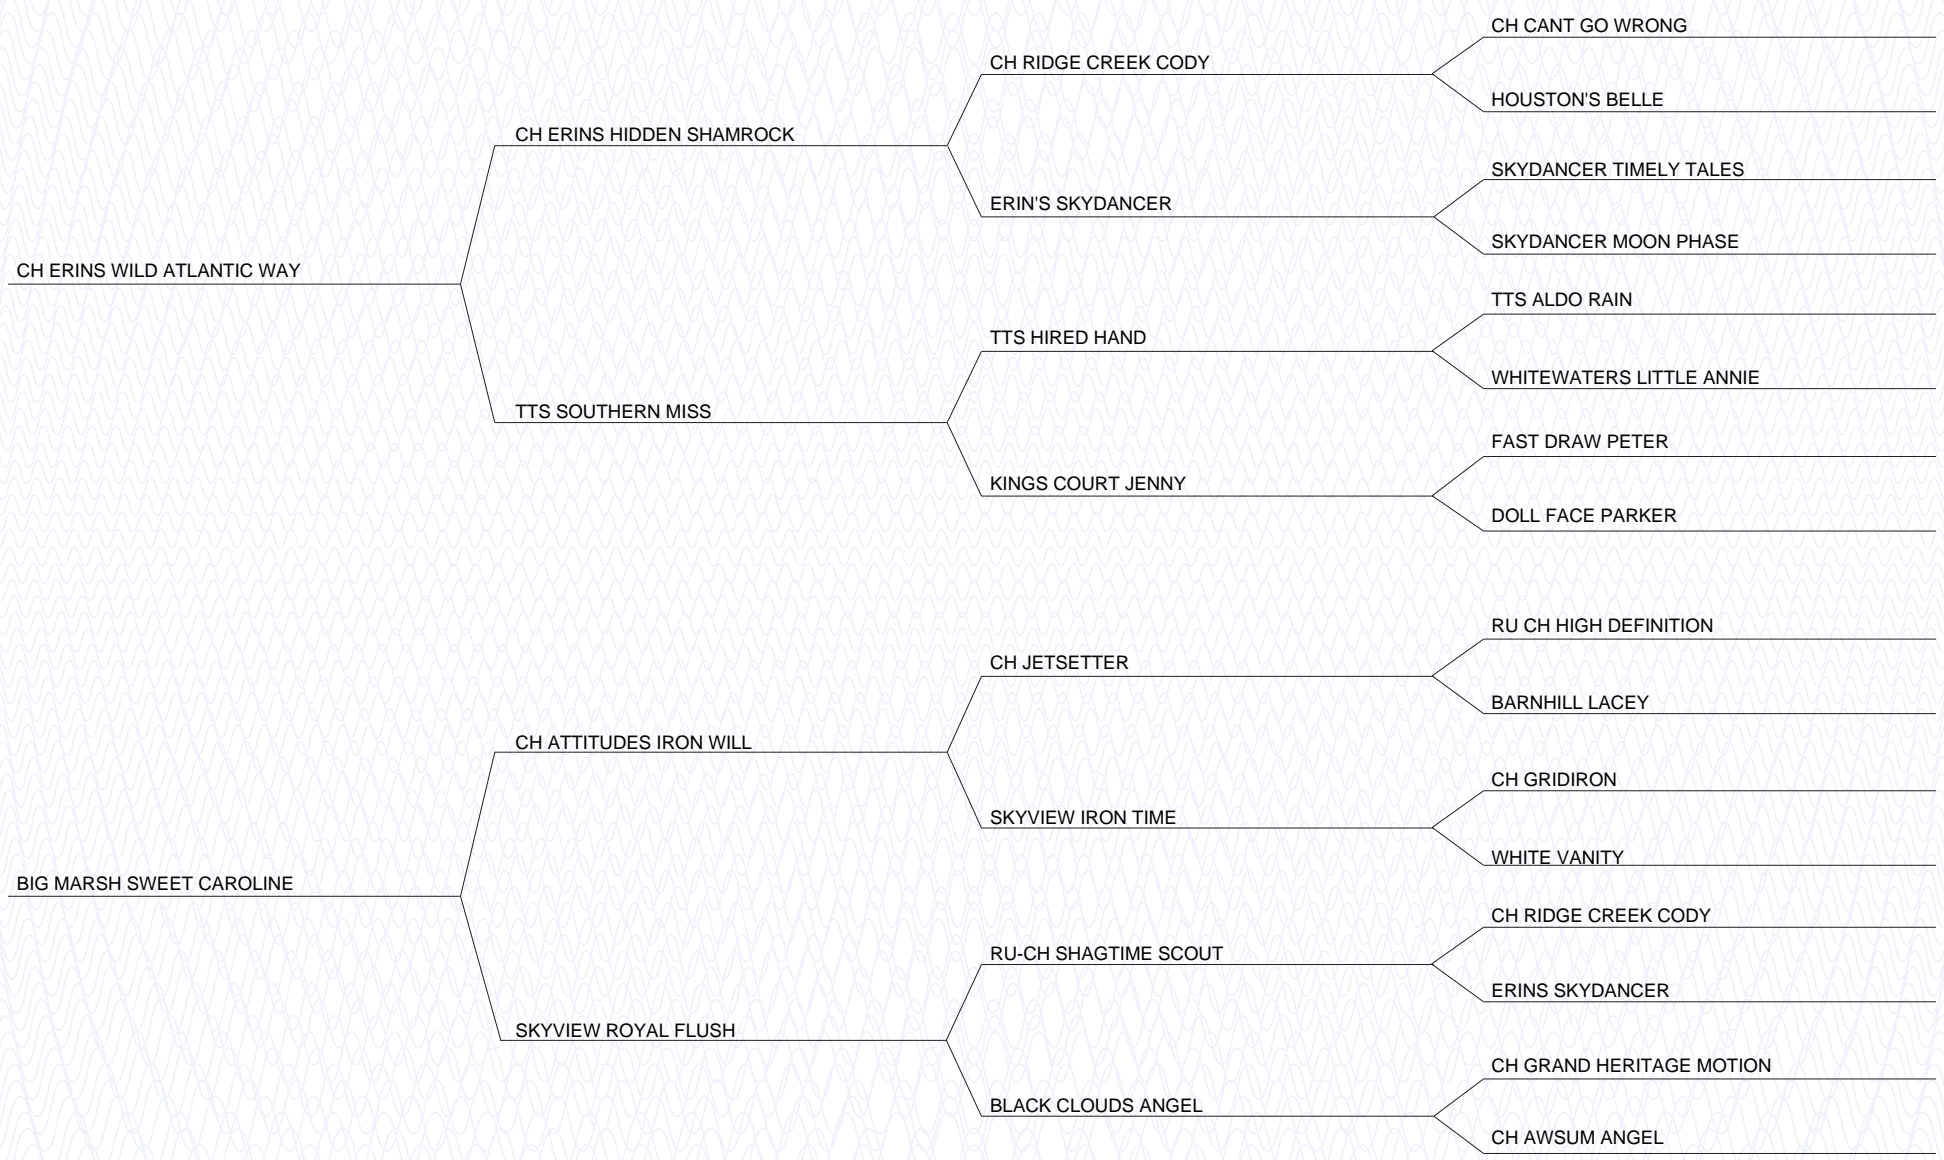 CH CANT GO WRONG
CH RIDGE CREEK CODY
HOUSTON'S BELLE
CH ERINS HIDDEN SHAMROCK
SKYDANCER TIMELY TALES
ERIN'S SKYDANCER
SKYDANCER MOON PHASE
CH ERINS WILD ATLANTIC WAY
TTS ALDO RAIN
TTS HIRED HAND
WHITEWATERS LITTLE ANNIE
TTS SOUTHERN MISS
FAST DRAW PETER
KINGS COURT JENNY
DOLL FACE PARKER
RU CH HIGH DEFINITION
CH JETSETTER
BARNHILL LACEY
CH ATTITUDES IRON WILL
CH GRIDIRON
SKYVIEW IRON TIME
WHITE VANITY
BIG MARSH SWEET CAROLINE
CH RIDGE CREEK CODY
RU-CH SHAGTIME SCOUT
ERINS SKYDANCER
SKYVIEW ROYAL FLUSH
CH GRAND HERITAGE MOTION
BLACK CLOUDS ANGEL
CH AWSUM ANGEL